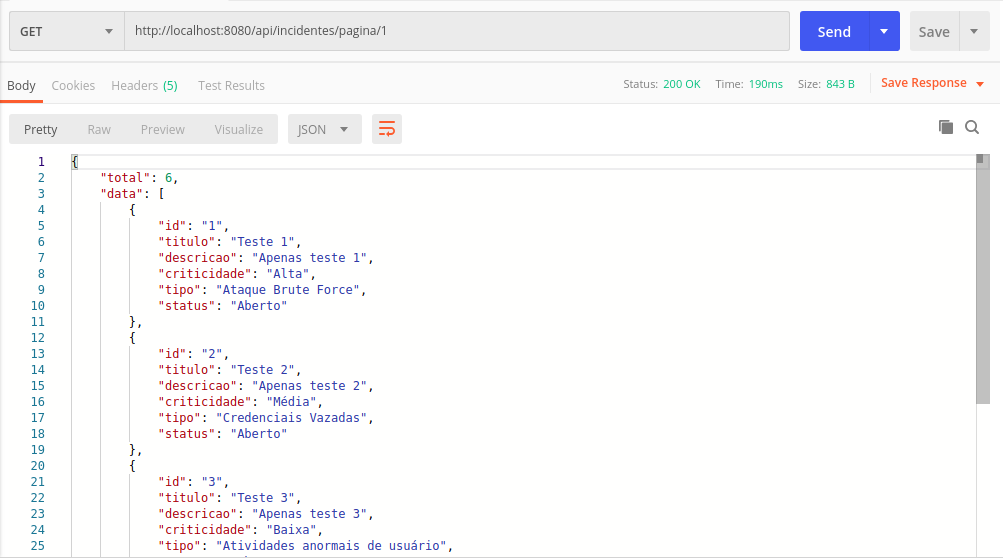 GET http://localhost:8080/api/incidentes/pagina/1 Send Save
Body Cookies Headers (5) Test Results Status: 200 OK Time: 190ms Size: 843 B Save Response
Pretty Raw Preview Visualize JSON
1 {
2 "total": 6,
3 "data": [
4 {
5 "id": "1",
6 "titulo": "Teste 1",
7 "descricao": "Apenas teste 1",
8 "criticidade": "Alta",
9 "tipo": "Ataque Brute Force",
10 "status": "Aberto"
11 },
12 {
13 "id": "2",
14 "titulo": "Teste 2",
15 "descricao": "Apenas teste 2",
16 "criticidade": "Média",
17 "tipo": "Credenciais Vazadas",
18 "status": "Aberto"
19 },
20 {
21 "id": "3",
22 "titulo": "Teste 3",
23 "descricao": "Apenas teste 3",
24 "criticidade": "Baixa",
25 "tipo": "Atividades anormais de usuário",